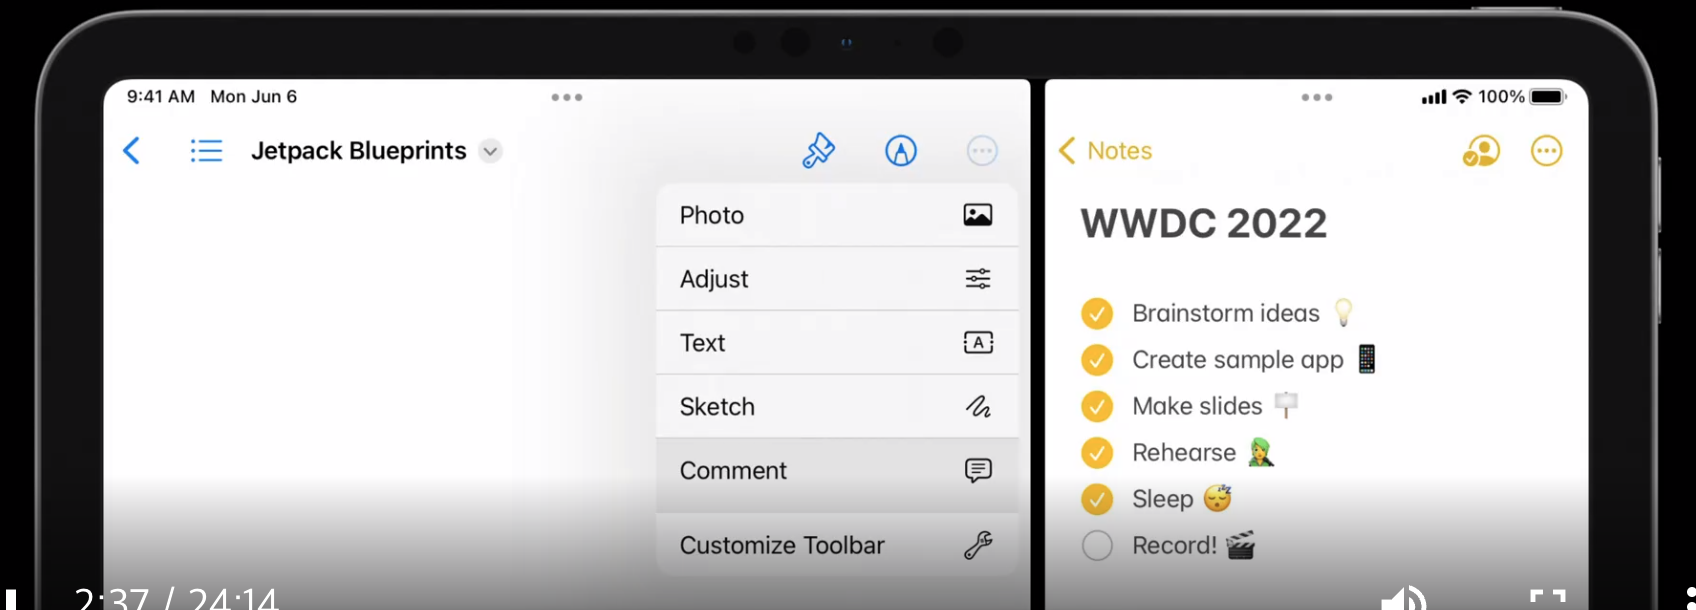 9:41 AM Mon Jun 6
Jetpack Blueprints
Photo
Adjust
Text
Sketch
Comment
Customize Toolbar
100%
Notes
WWDC 2022
Brainstorm ideas 💡
Create sample app 📱
Make slides 🪧
Rehearse 🧑‍🎤
Sleep 😴
Record! 🎬
2:37 / 24:14